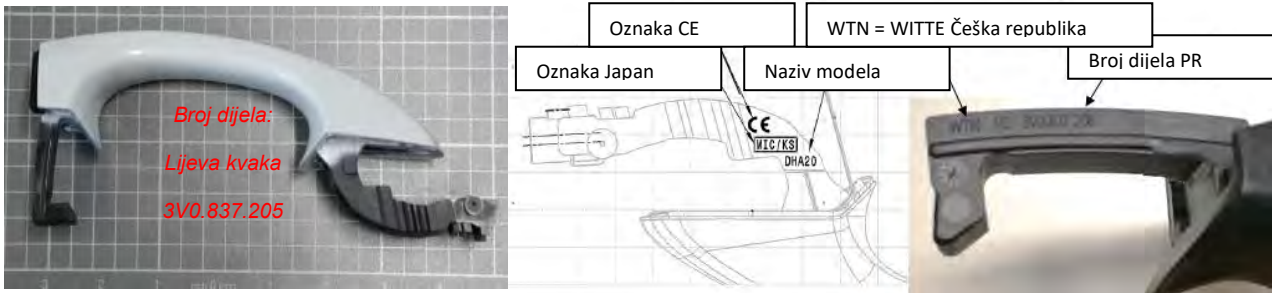 Broj dijela:
Lijeva kvaka
3V0.837.205
Oznaka CE
WTN = WITTE Češka republika
Oznaka Japan
Naziv modela
Broj dijela PR
CE
MIC/KS
DHA20
WTN